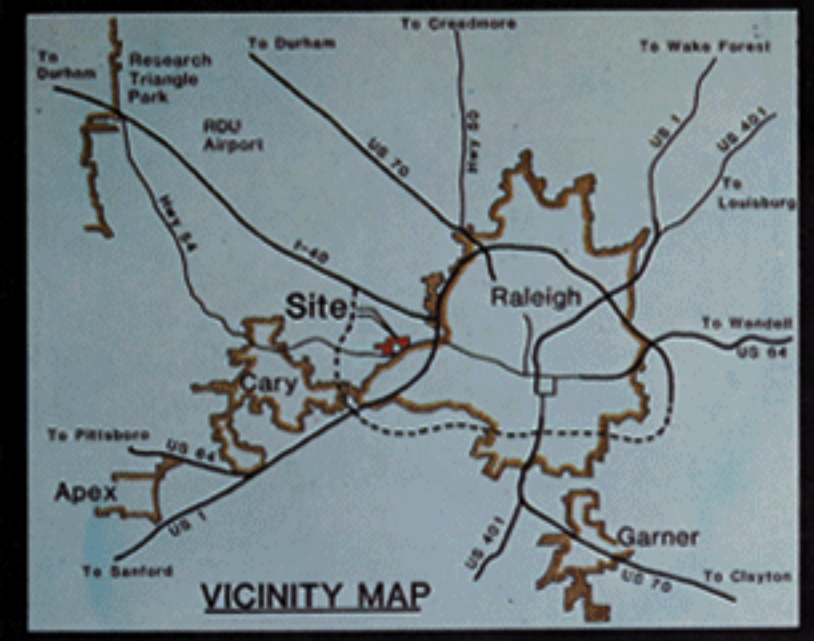 To Creedmore
To Durham
To Wake Forest
To
Durham
Research
Triangle
Park
RDU
Airport
US 70
Hwy 50
US 1
US 401
To
Louisburg
Hwy 54
I-40
Site
Raleigh
To Wendell
US 64
Cary
To Pittsboro
US 64
Apex
US 1
To Sanford
US 401
Garner
US 70
To Clayton
VICINITY MAP